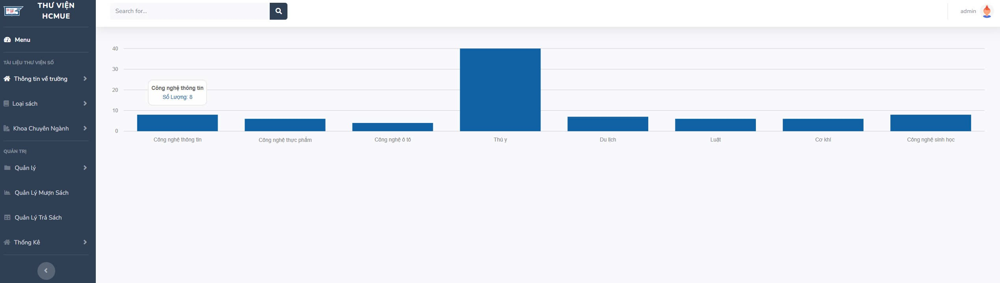 THƯ VIỆN
HCMUE
Search for...
admin
Menu
TÀI LIỆU THƯ VIỆN SỐ
Thông tin về trường
Loại sách
Khoa Chuyên Ngành
QUẢN TRỊ
Quản lý
Quản Lý Mượn Sách
Quản Lý Trả Sách
Thống Kê
40
30
20
10
0
Công nghệ thông tin
Số Lượng: 8
Công nghệ thông tin
Công nghệ thực phẩm
Công nghệ ô tô
Thú y
Du lịch
Luật
Cơ khí
Công nghệ sinh học
SP